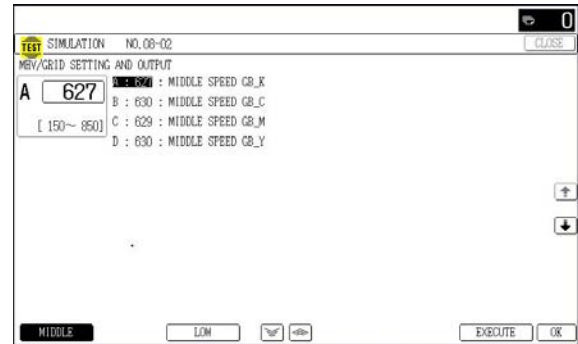 0
TEST SIMULATION NO.08-02 CLOSE
MHV/GRID SETTING AND OUTPUT
A 627
[ 150~ 850]
A : 627 : MIDDLE SPEED GB_K
B : 630 : MIDDLE SPEED GB_C
C : 629 : MIDDLE SPEED GB_M
D : 630 : MIDDLE SPEED GB_Y
MIDDLE LOW EXECUTE OK